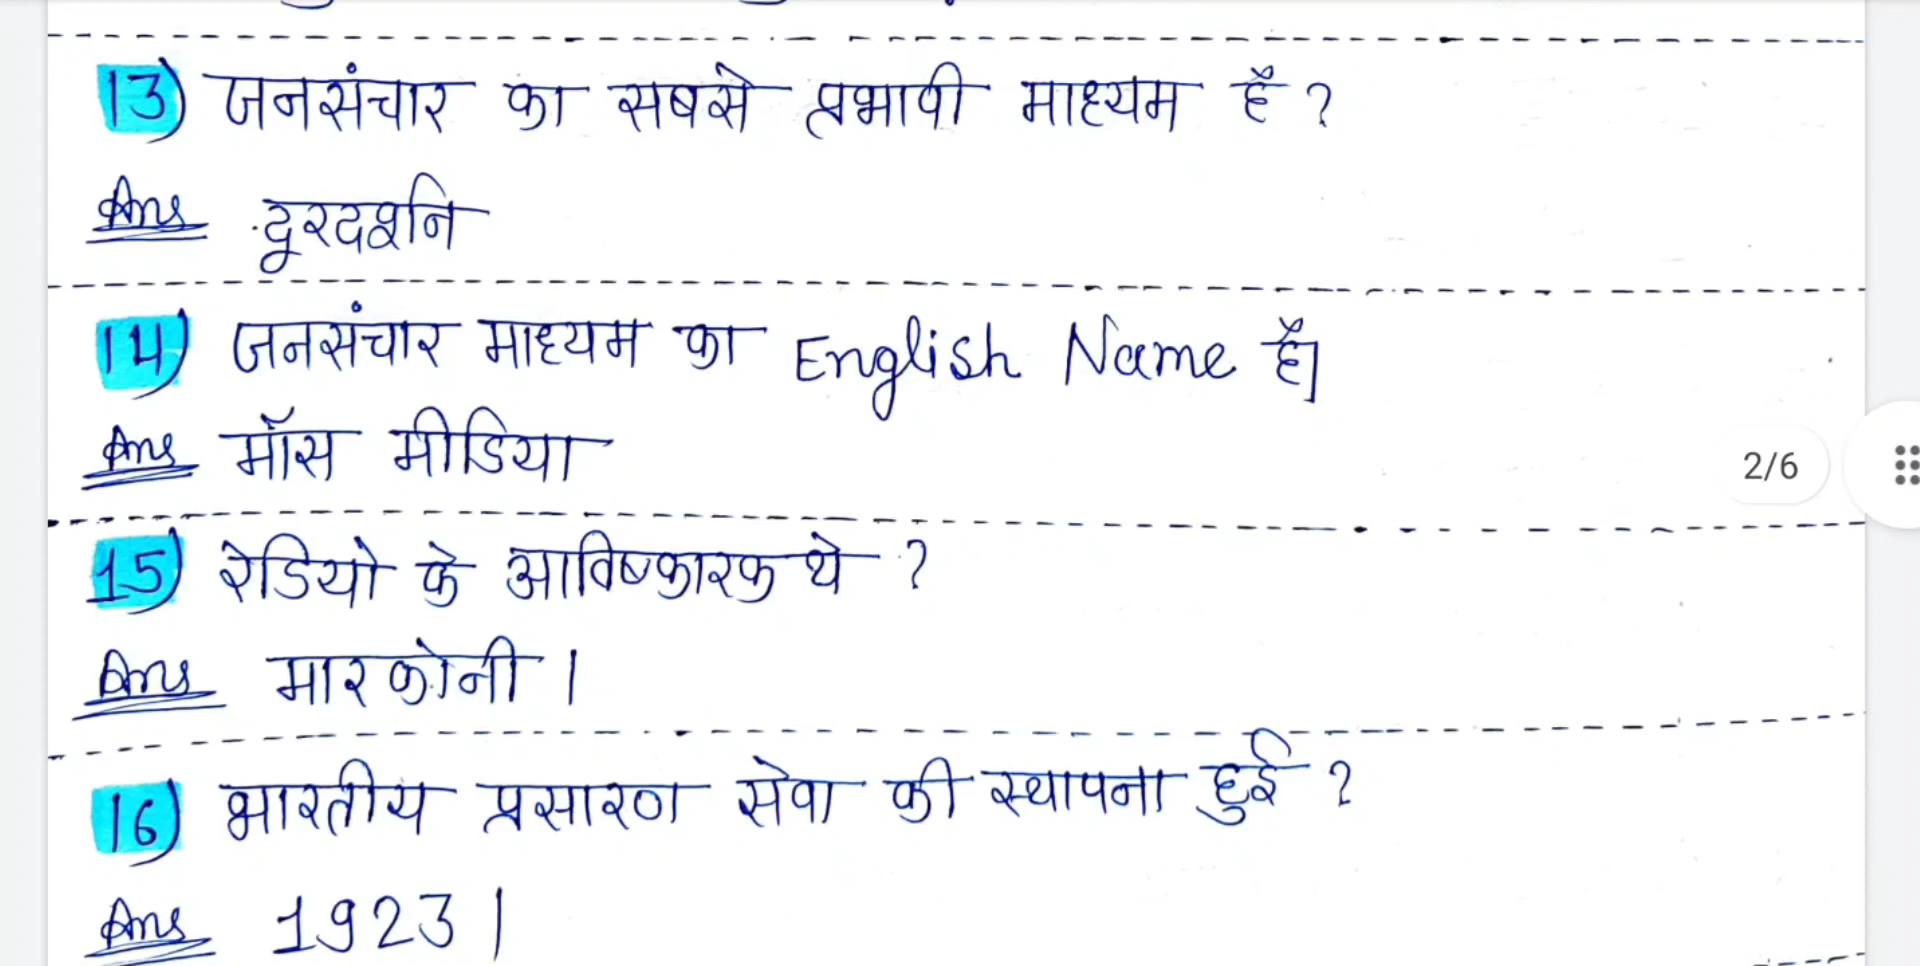 13) जनसंचार का सबसे प्रभावी माध्यम है ?
Ans दूरदर्शन
14) जनसंचार माध्यम का English Name है।
Ans मॉस मीडिया
2/6
15) रेडियो के आविष्कारक थे ?
Ans मारकोनी ।
16) भारतीय प्रसारण सेवा की स्थापना हुई ?
Ans 1923 |